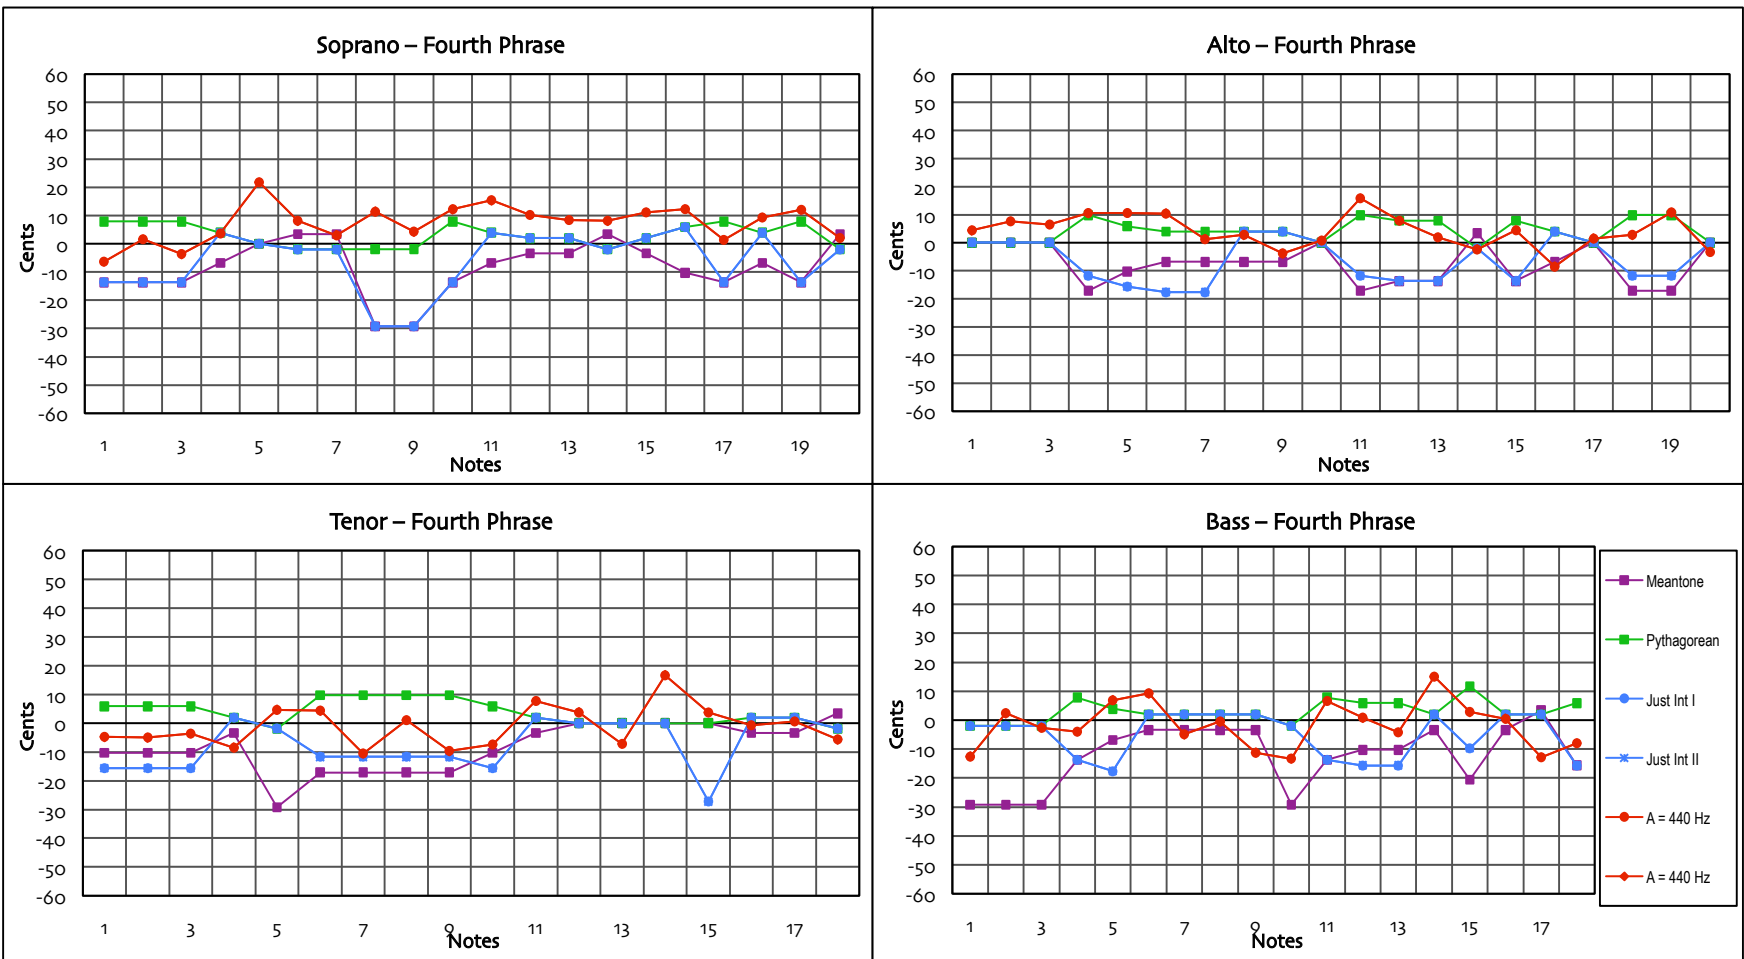 Soprano – Fourth Phrase
60
50
40
30
20
10
0
-10
-20
-30
-40
-50
-60
Cents
1 3 5 7 9 11 13 15 17 19
Notes
Alto – Fourth Phrase
60
50
40
30
20
10
0
-10
-20
-30
-40
-50
-60
Cents
1 3 5 7 9 11 13 15 17 19
Notes
Tenor – Fourth Phrase
60
50
40
30
20
10
0
-10
-20
-30
-40
-50
-60
Cents
1 3 5 7 9 11 13 15 17
Notes
Bass – Fourth Phrase
60
50
40
30
20
10
0
-10
-20
-30
-40
-50
-60
Cents
1 3 5 7 9 11 13 15 17
Notes
Meantone
Pythagorean
Just Int I
Just Int II
A = 440 Hz
A = 440 Hz